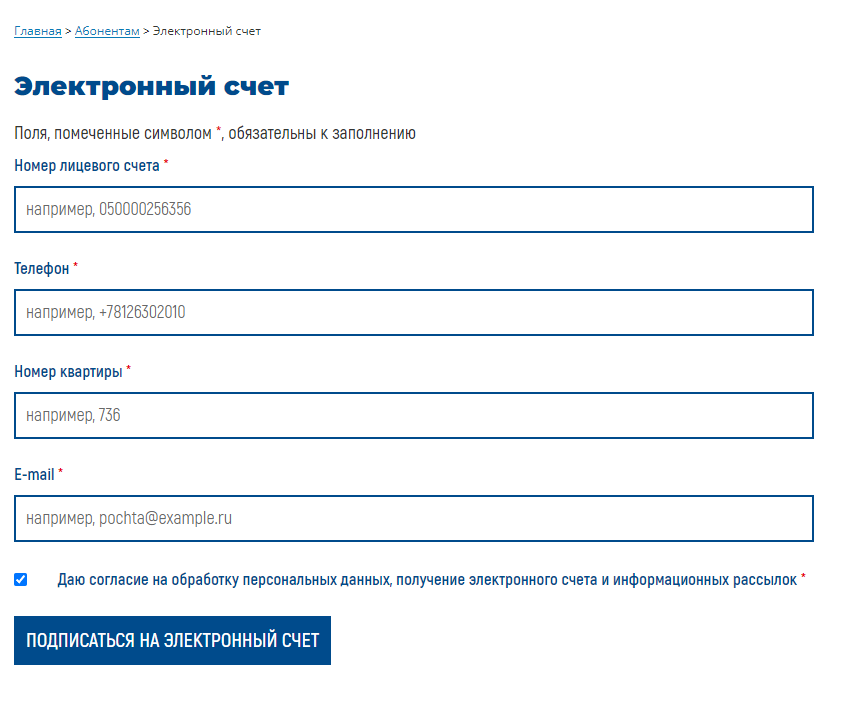 Главная > Абонентам > Электронный счет
Электронный счет
Поля, помеченные символом *, обязательны к заполнению
Номер лицевого счета *
например, 050000256356
Телефон *
например, +78126302010
Номер квартиры *
например, 736
E-mail *
например, pochta@example.ru
Даю согласие на обработку персональных данных, получение электронного счета и информационных рассылок *
ПОДПИСАТЬСЯ НА ЭЛЕКТРОННЫЙ СЧЕТ